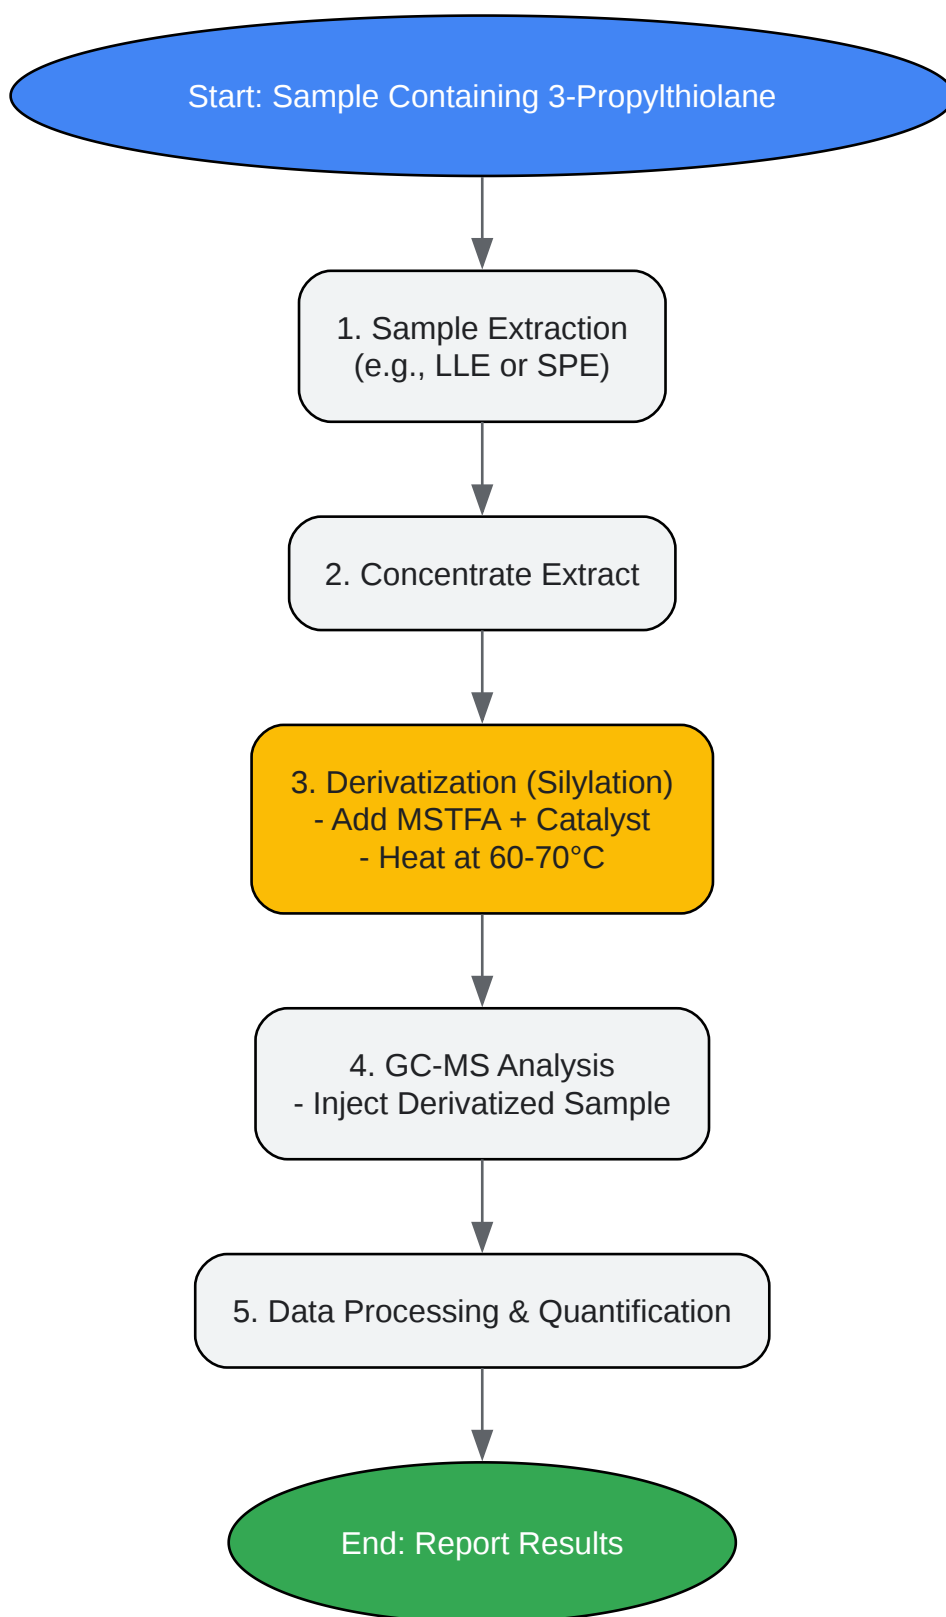 Start: Sample Containing 3-Propylthiolane
1. Sample Extraction
(e.g., LLE or SPE)
2. Concentrate Extract
3. Derivatization (Silylation)
- Add MSTFA + Catalyst
- Heat at 60-70°C
4. GC-MS Analysis
- Inject Derivatized Sample
5. Data Processing & Quantification
End: Report Results